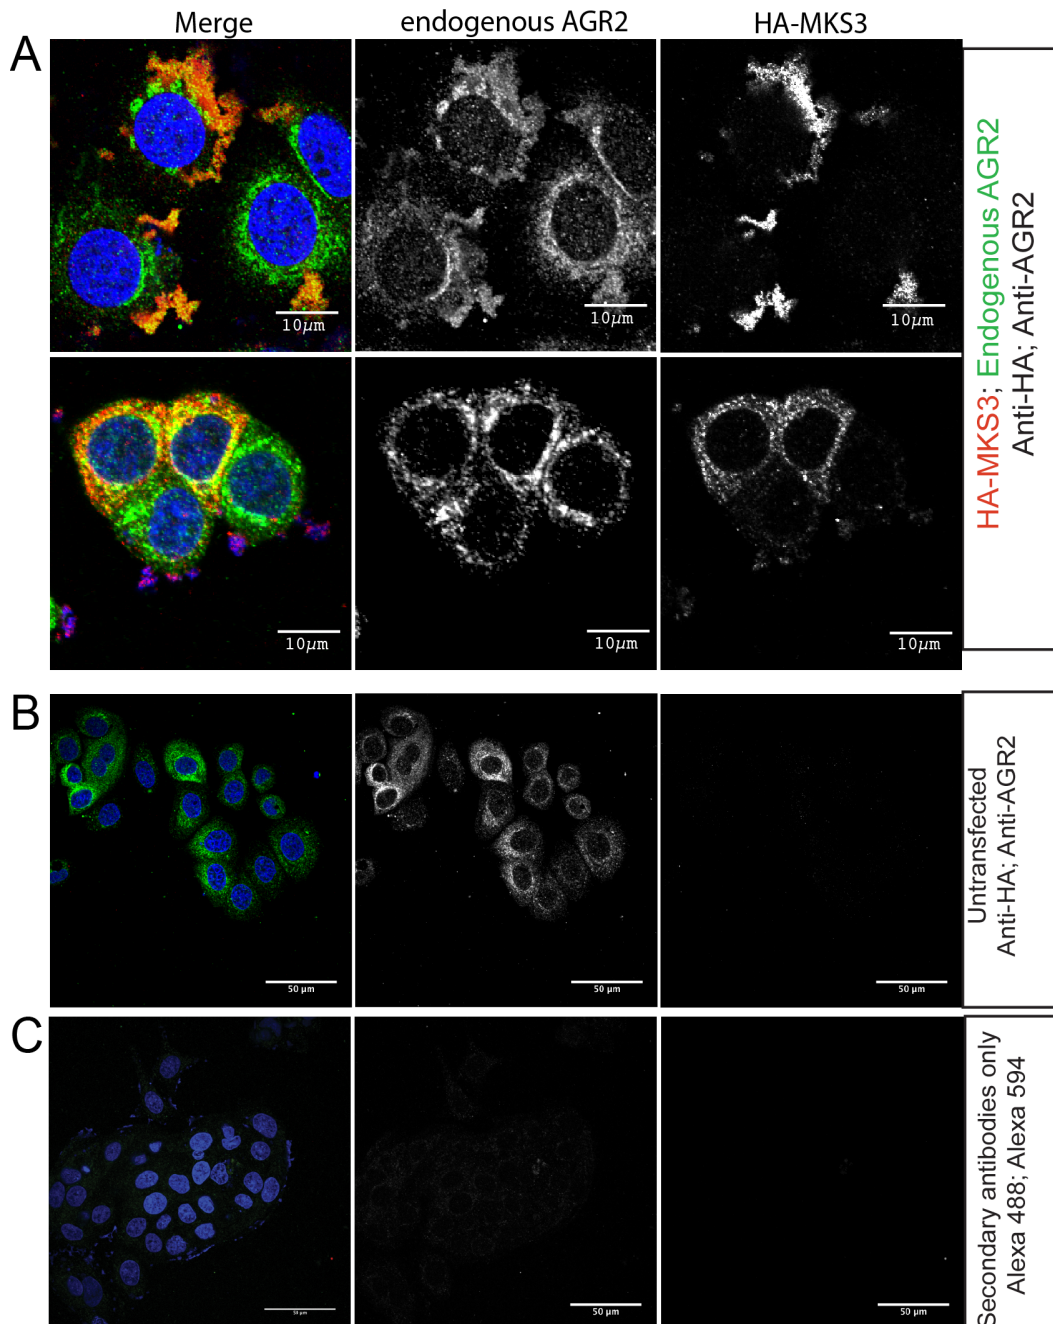 Merge
endogenous AGR2
HA-MKS3
A
10µm
10µm
10µm
10µm
10µm
10µm
HA-MKS3; Endogenous AGR2
Anti-HA; Anti-AGR2
B
50 µm
50 µm
50 µm
Untransfected
Anti-HA; Anti-AGR2
C
50 µm
50 µm
50 µm
Secondary antibodies only
Alexa 488; Alexa 594